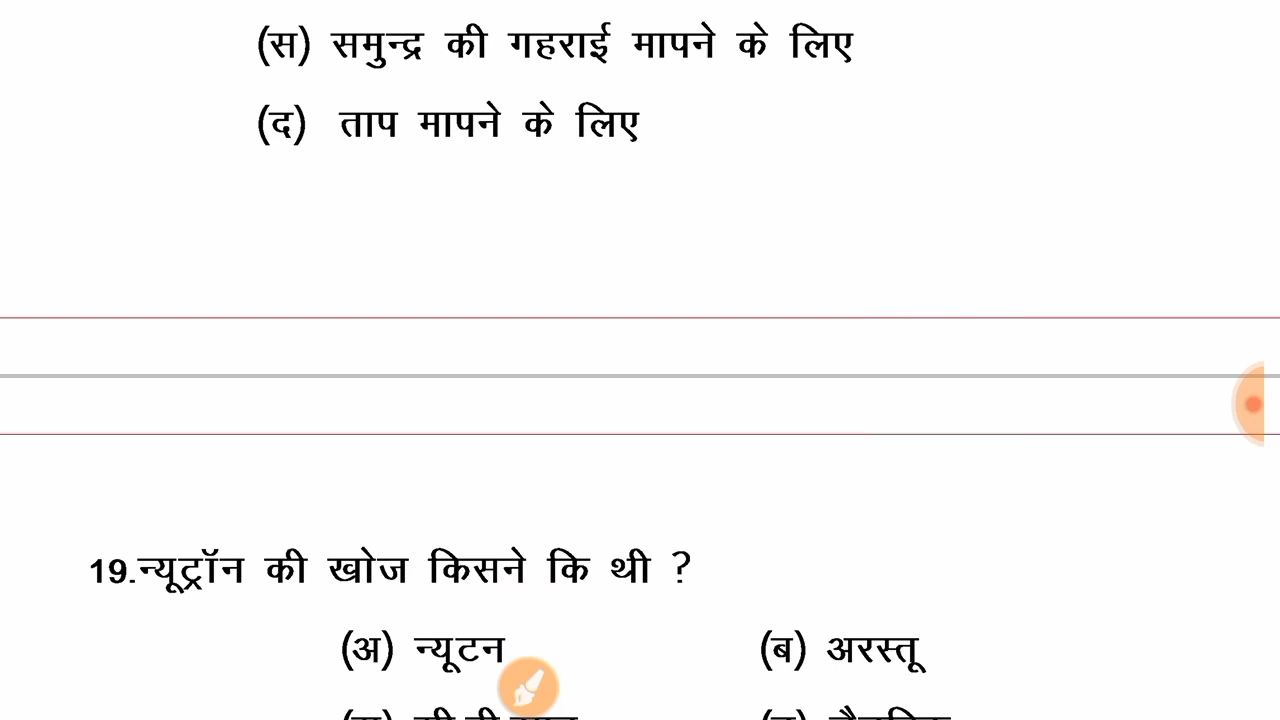 (स) समुन्द्र की गहराई मापने के लिए
(द) ताप मापने के लिए
19.न्यूट्रॉन की खोज किसने कि थी ?
(अ) न्यूटन (ब) अरस्तू